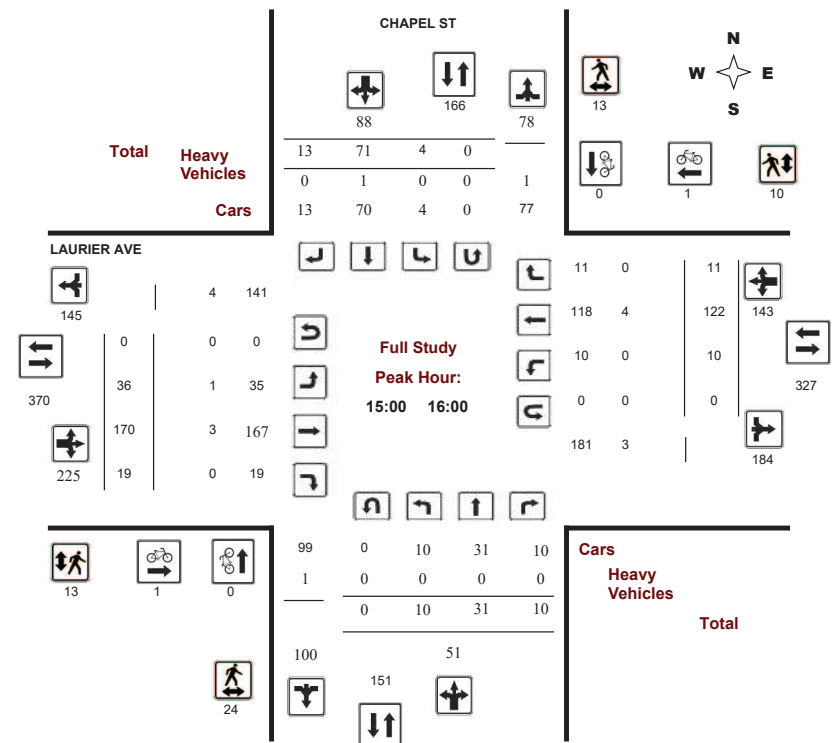 CHAPEL ST
N
W E
S
166
13
88 78
Total Heavy
Vehicles
Cars
13 71 4 0
0 1 0 0 1
13 70 4 0 77
0 1 10
LAURIER AVE
145 4 141
11 0 11
118 4 122 143
0 0 0
Full Study
Peak Hour:
15:00 16:00
370 36 1 35
10 0 10
327
0 0 0
170 3 167
225 19 0 19
181 3 184
99 0 10 31 10
1 0 0 0 0
0 10 31 10
Cars
Heavy
Vehicles
Total
13 1 0
100 51
151
24